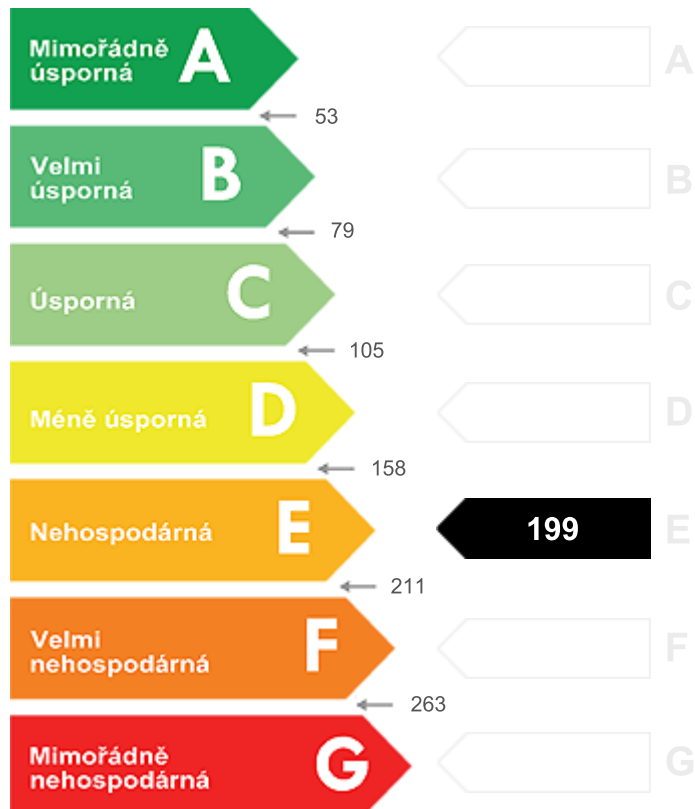 Mimořádně
úsporná
A
A
53
Velmi
úsporná
B
B
79
Úsporná
C
C
105
Méně úsporná
D
D
158
Nehospodárná
E
199
E
211
Velmi
nehospodárná
F
F
263
Mimořádně
nehospodárná
G
G